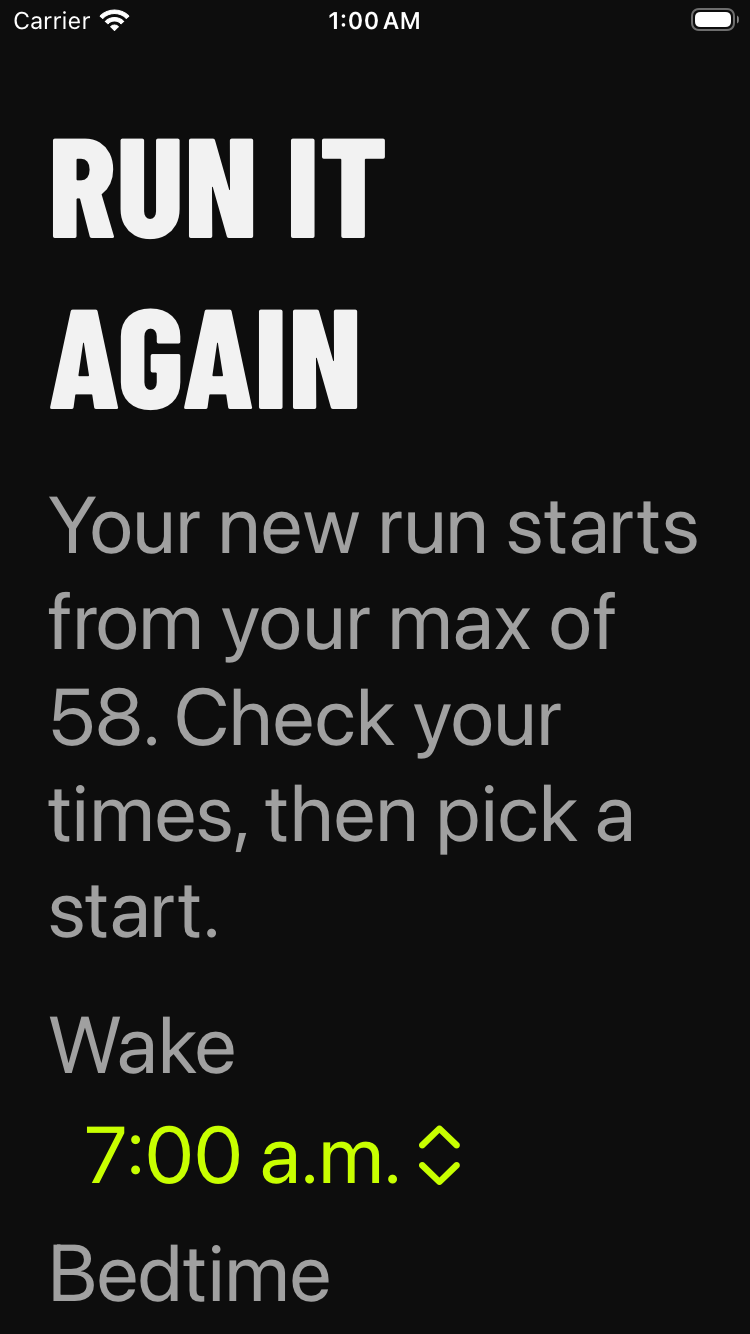 Carrier 1:00 AM
RUN IT
AGAIN
Your new run starts
from your max of
58. Check your
times, then pick a
start.
Wake
7:00 a.m.
Bedtime